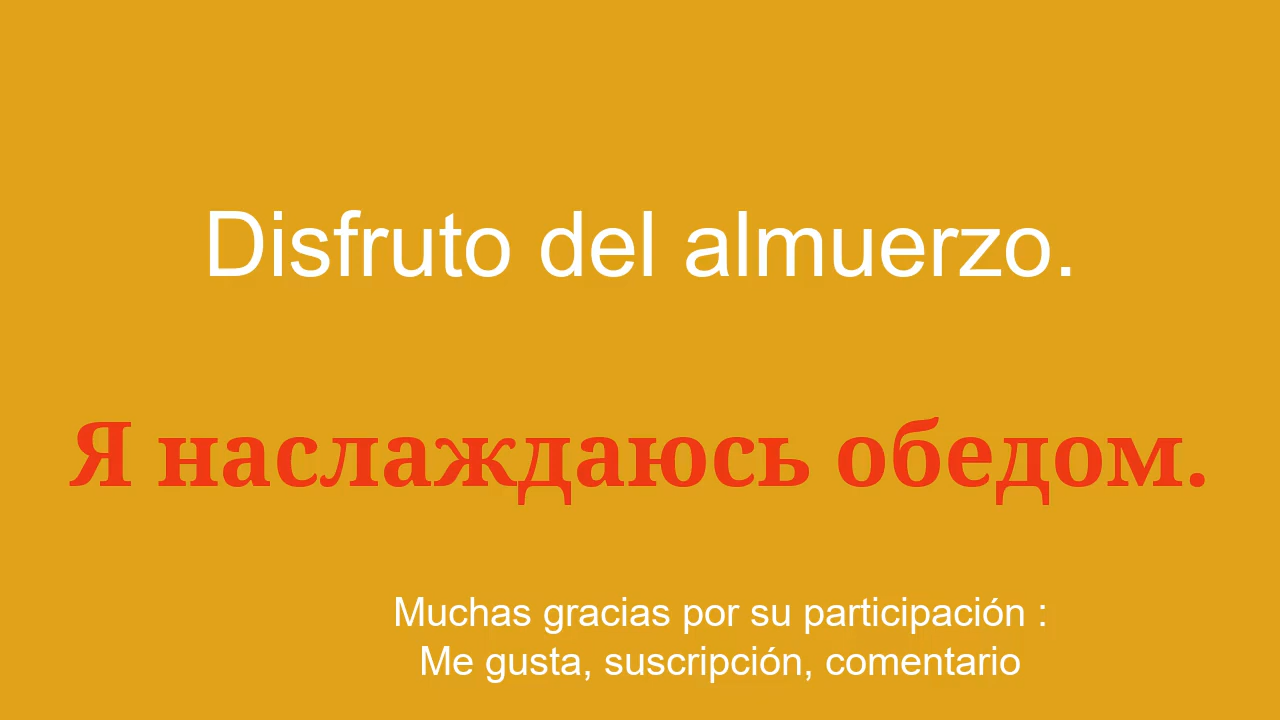 Disfruto del almuerzo.
Я наслаждаюсь обедом.
Muchas gracias por su participación :
Me gusta, suscripción, comentario